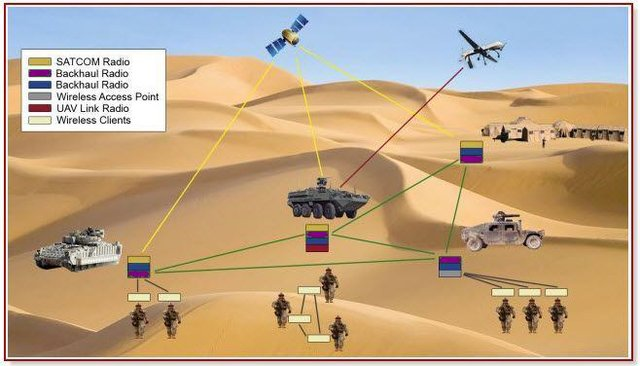 SATCOM Radio
Backhaul Radio
Backhaul Radio
Wireless Access Point
UAV Link Radio
Wireless Clients